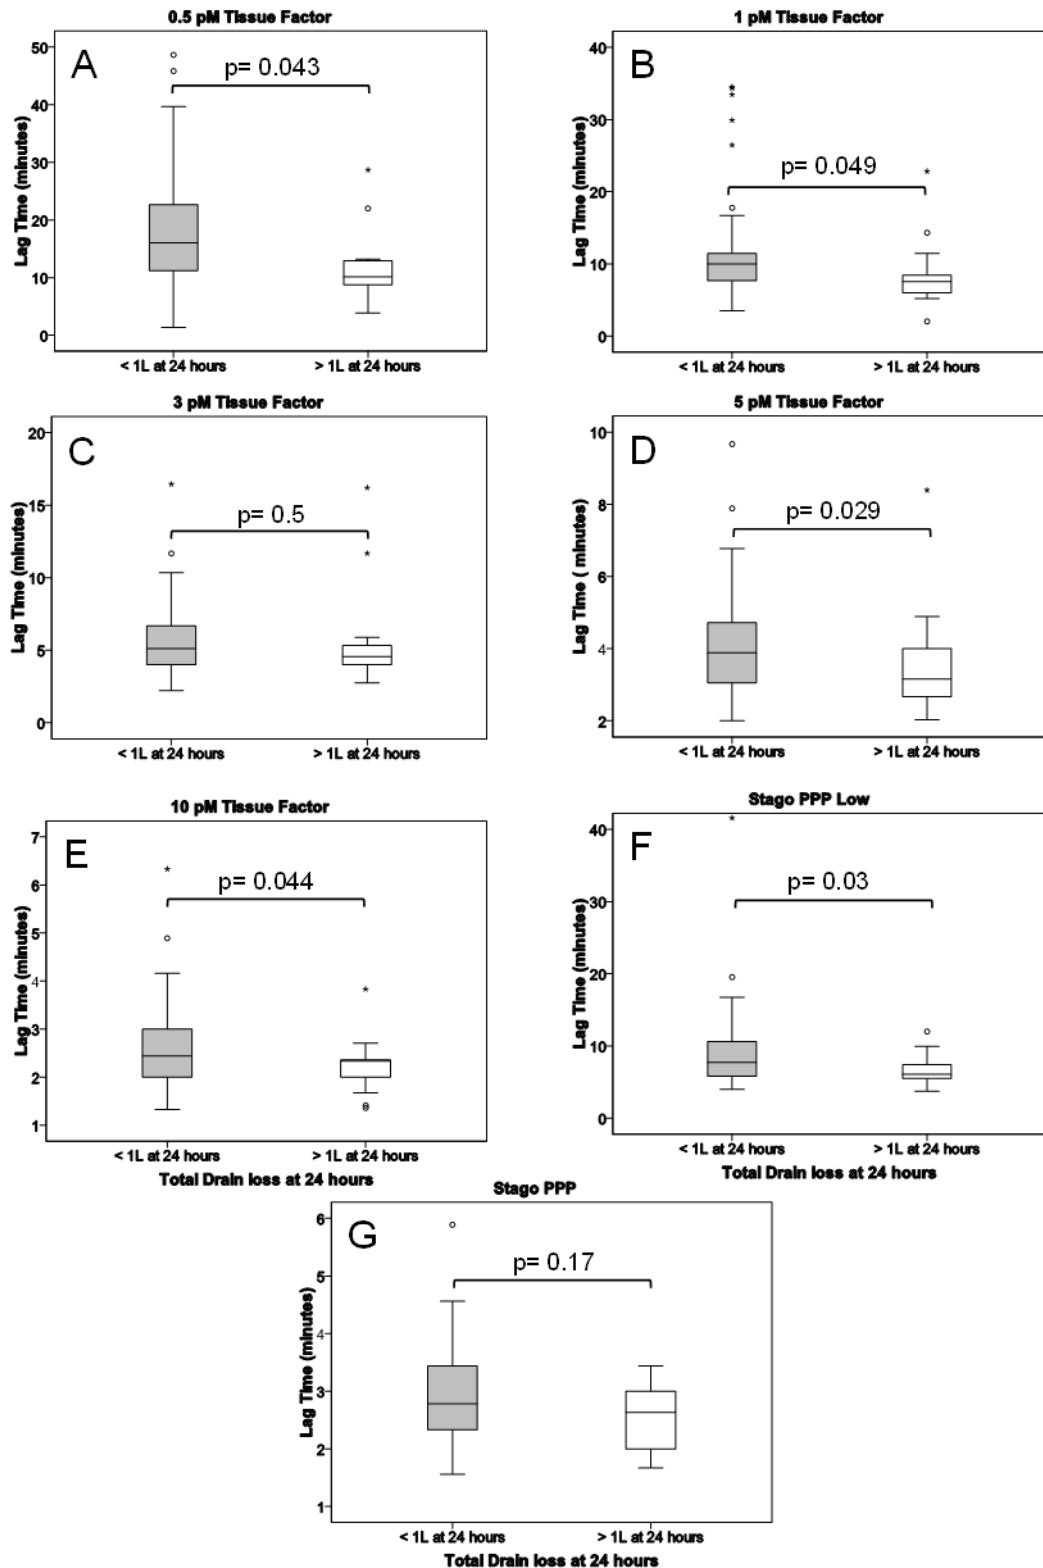 0.5 pM Tissue Factor
A
p= 0.043
50
40
30
20
10
0
Lag Time (minutes)
< 1L at 24 hours
> 1L at 24 hours
1 pM Tissue Factor
B
p= 0.049
40
30
20
10
0
Lag Time (minutes)
< 1L at 24 hours
> 1L at 24 hours
3 pM Tissue Factor
C
p= 0.5
20
15
10
5
0
Lag Time (minutes)
< 1L at 24 hours
> 1L at 24 hours
5 pM Tissue Factor
D
p= 0.029
10
8
6
4
2
Lag Time ( minutes)
< 1L at 24 hours
> 1L at 24 hours
10 pM Tissue Factor
E
p= 0.044
7
6
5
4
3
2
1
Lag Time (minutes)
< 1L at 24 hours
> 1L at 24 hours
Total Drain loss at 24 hours
Stago PPP Low
F
p= 0.03
40
30
20
10
0
Lag Time (minutes)
< 1L at 24 hours
> 1L at 24 hours
Total Drain loss at 24 hours
Stago PPP
G
p= 0.17
6
5
4
3
2
1
Lag Time (minutes)
< 1L at 24 hours
> 1L at 24 hours
Total Drain loss at 24 hours